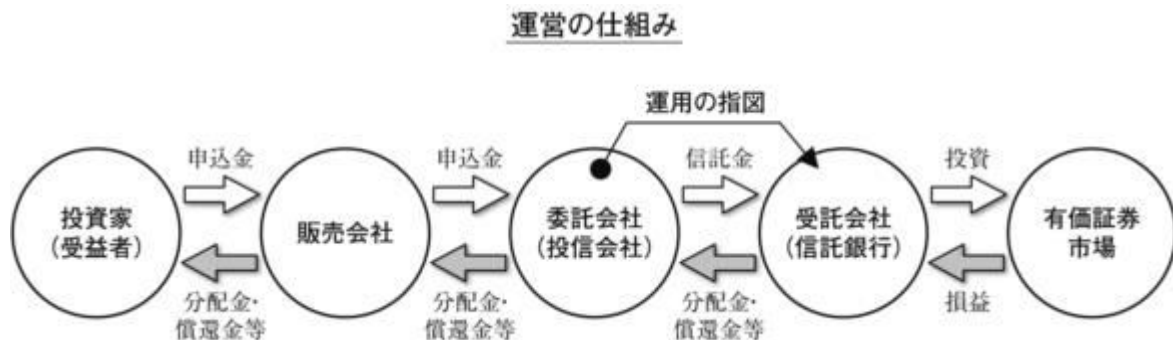 運営の仕組み
運用の指図
申込金
申込金
信託金
投資
投資家
（受益者）
販売会社
委託会社
（投信会社）
受託会社
（信託銀行）
有価証券
市場
分配金・
償還金等
分配金・
償還金等
分配金・
償還金等
損益